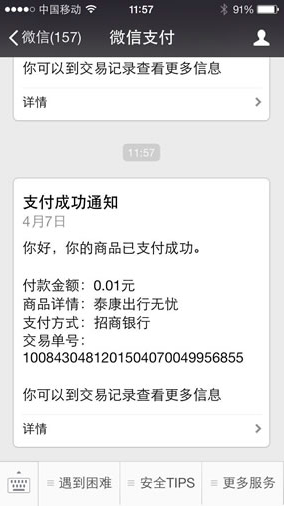 中国移动 11:57 91%
微信(157) 微信支付
你可以到交易记录查看更多信息
详情
11:57
支付成功通知
4月7日
你好，你的商品已支付成功。
付款金额：0.01元
商品详情：泰康出行无忧
支付方式：招商银行
交易单号：
1008430481201504070049956855
你可以到交易记录查看更多信息
详情
遇到困难 安全TIPS 更多服务